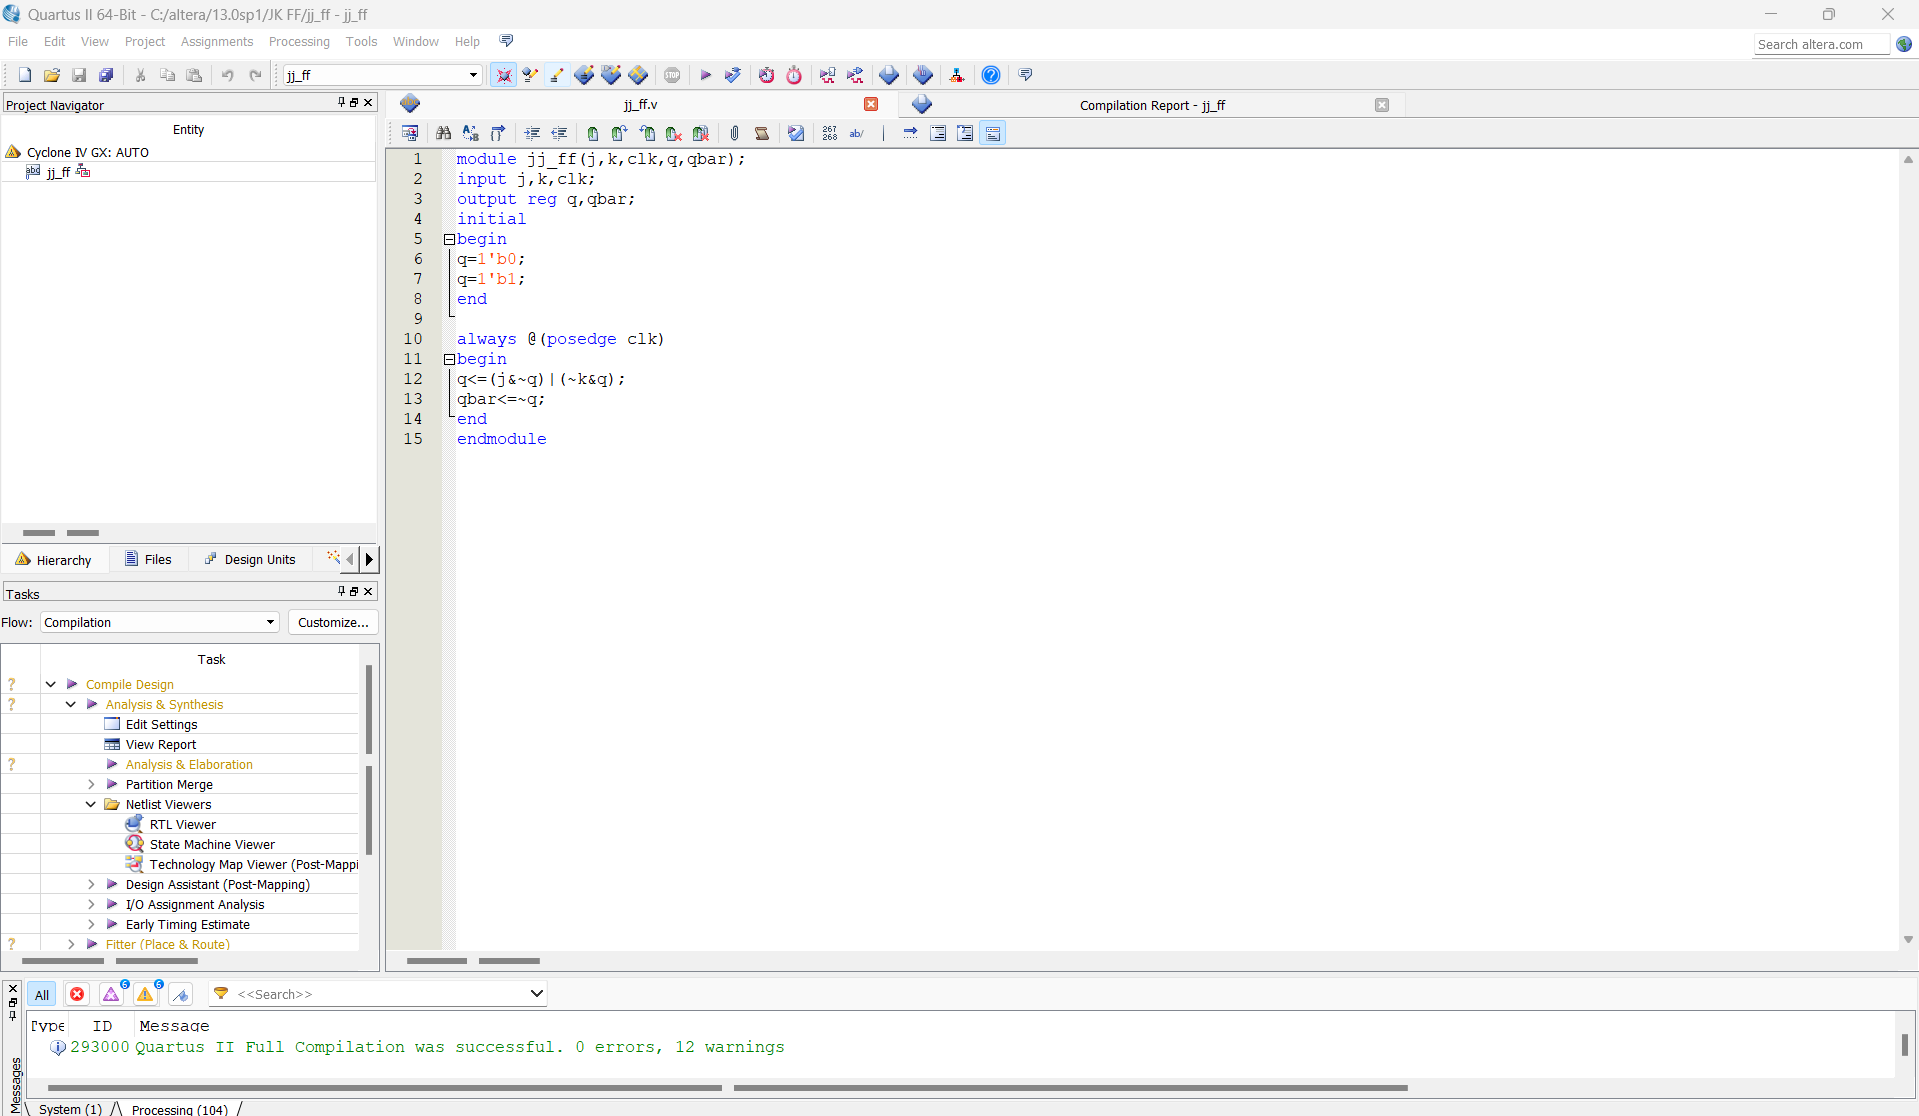 Quartus II 64-Bit - C:/altera/13.0sp1/JK FF/jj_ff - jj_ff
File Edit View Project Assignments Processing Tools Window Help
Search altera.com
jj_ff
STOP
Project Navigator
Entity
Cyclone IV GX: AUTO
abd jj_ff
Hierarchy Files Design Units
jj_ff.v
Compilation Report - jj_ff
267
268
ab/
1 module jj_ff(j,k,clk,q,qbar);
2 input j,k,clk;
3 output reg q,qbar;
4 initial
5 begin
6 q=1'b0;
7 q=1'b1;
8 end
9
10 always @(posedge clk)
11 begin
12 q<=(j&~q)|(~k&q);
13 qbar<=~q;
14 end
15 endmodule
Tasks
Flow: Compilation Customize...
Task
? Compile Design
? Analysis & Synthesis
Edit Settings
View Report
? Analysis & Elaboration
Partition Merge
Netlist Viewers
RTL Viewer
State Machine Viewer
Technology Map Viewer (Post-Mappi
Design Assistant (Post-Mapping)
I/O Assignment Analysis
Early Timing Estimate
? Fitter (Place & Route)
All 6 6 <<Search>>
Type ID Message
293000 Quartus II Full Compilation was successful. 0 errors, 12 warnings
Messages
System (1) Processing (104)